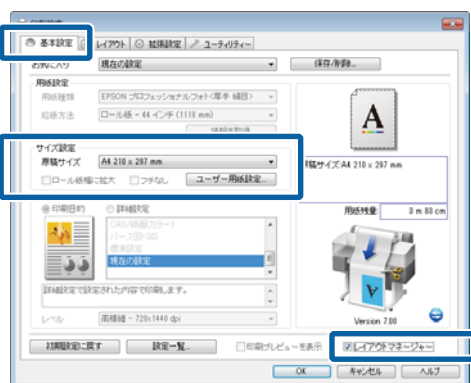 基本設定 レイアウト 拡張設定 ユーティリティー
お気に入り 現在の設定 保存/削除...
用紙設定
用紙種類 EPSON プロフェッショナルフォト<厚手 絹目>
給紙方法 ロール紙 - 44 インチ (1118 mm)
サイズ設定
原稿サイズ A4 210 x 297 mm
ロール紙幅に拡大 フチなし ユーザー用紙設定...
A
原稿サイズ:A4 210 x 297 mm
印刷目的 詳細設定
CAD/線画(カラー)
標準設定
現在の設定
用紙残量 3 m 83 cm
詳細設定で設定された内容で印刷します。
レベル 高精細 - 720x1440 dpi
Version 7.00
初期設定に戻す 設定一覧... 印刷プレビューを表示 レイアウトマネージャー
OK キャンセル ヘルプ